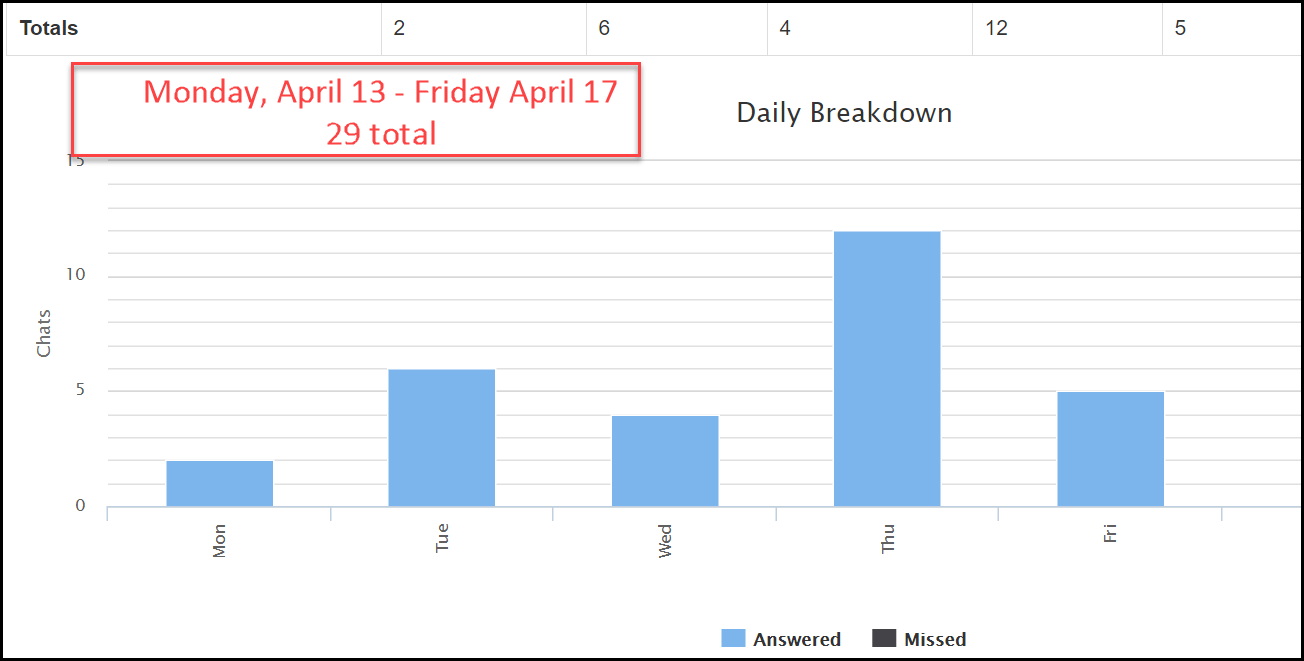 Totals 2 6 4 12 5
Monday, April 13 - Friday April 17
29 total
Daily Breakdown
15
10
5
0
Chats
Mon Tue Wed Thu Fri
Answered Missed